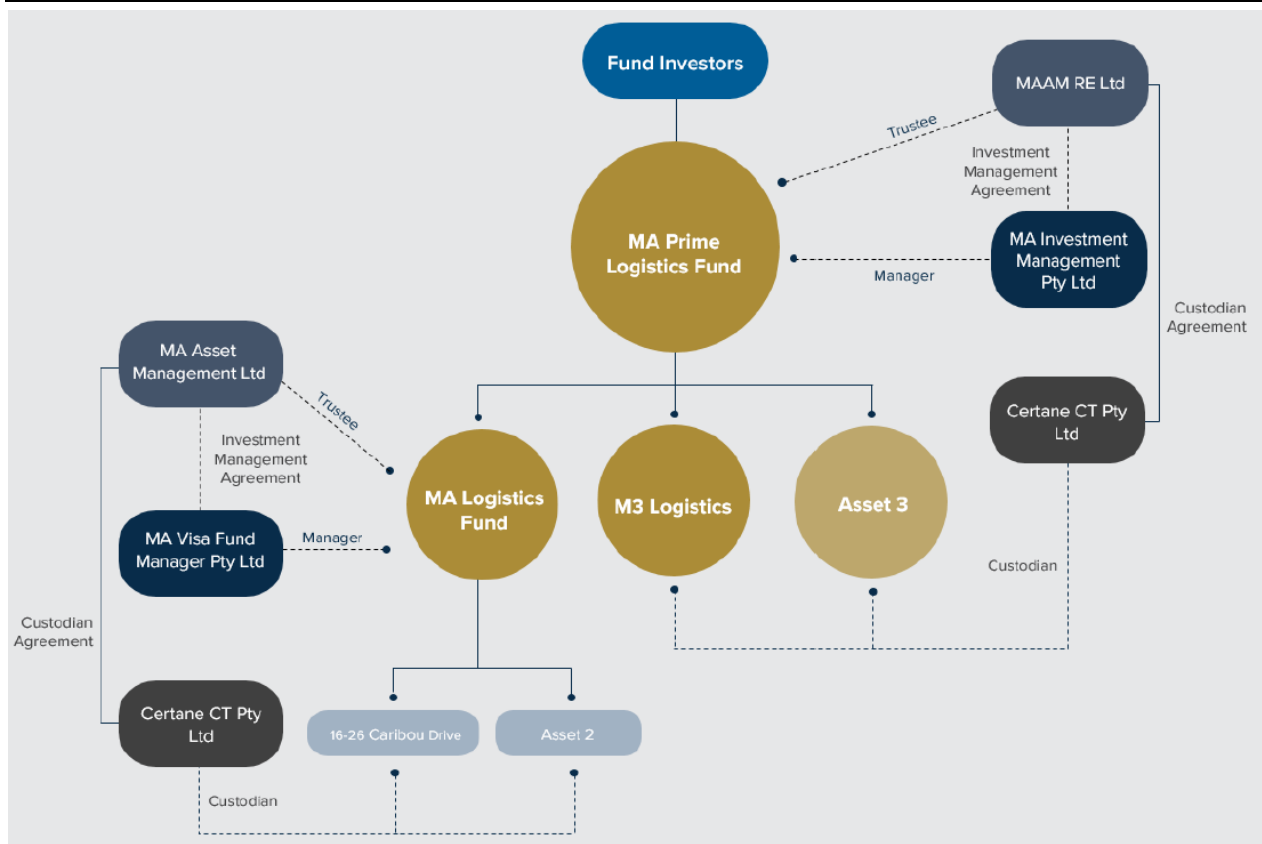 Fund Investors
MAAM RE Ltd
Trustee
Investment
Management
Agreement
MA Prime
Logistics Fund
MA Investment
Management
Pty Ltd
Manager
Custodian
Agreement
MA Asset
Management Ltd
Trustee
Certane CT Pty
Ltd
Investment
Management
Agreement
MA Logistics
Fund
M3 Logistics
Asset 3
MA Visa Fund
Manager Pty Ltd
Manager
Custodian
Custodian
Agreement
Certane CT Pty
Ltd
16-26 Caribou Drive
Asset 2
Custodian